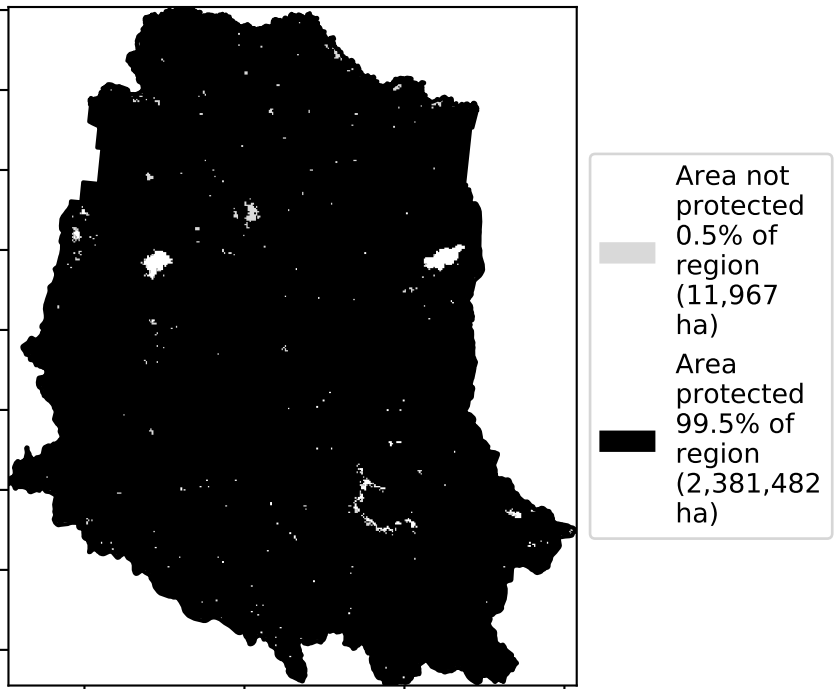 Area not
protected
0.5% of
region
(11,967
ha)
Area
protected
99.5% of
region
(2,381,482
ha)